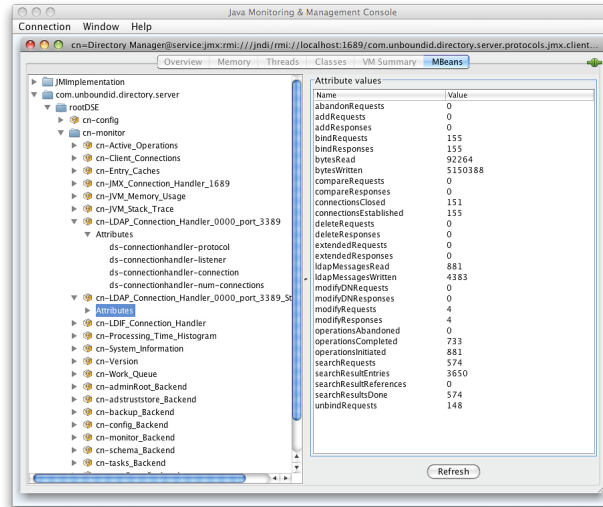 Java Monitoring & Management Console
Connection Window Help
cn=Directory Manager@service:jmx:rmi:///jndi/rmi://localhost:1689/com.unboundid.directory.server.protocols.jmx.client...
Overview Memory Threads Classes VM Summary MBeans
JMImplementation
com.unboundid.directory.server
rootDSE
cn-config
cn-monitor
cn-Active_Operations
cn-Client_Connections
cn-Entry_Caches
cn-JMX_Connection_Handler_1689
cn-JVM_Memory_Usage
cn-JVM_Stack_Trace
cn-LDAP_Connection_Handler_0000_port_3389
Attributes
ds-connectionhandler-protocol
ds-connectionhandler-listener
ds-connectionhandler-connection
ds-connectionhandler-num-connections
cn-LDAP_Connection_Handler_0000_port_3389_St
Attributes
cn-LDIF_Connection_Handler
cn-Processing_Time_Histogram
cn-System_Information
cn-Version
cn-Work_Queue
cn-adminRoot_Backend
cn-adstruststore_Backend
cn-backup_Backend
cn-config_Backend
cn-monitor_Backend
cn-schema_Backend
cn-tasks_Backend
Attribute values
Name Value
abandonRequests 0
addRequests 0
addResponses 0
bindRequests 155
bindResponses 155
bytesRead 92264
bytesWritten 5150388
compareRequests 0
compareResponses 0
connectionsClosed 151
connectionsEstablished 155
deleteRequests 0
deleteResponses 0
extendedRequests 0
extendedResponses 0
ldapMessagesRead 881
ldapMessagesWritten 4383
modifyDNRequests 0
modifyDNResponses 0
modifyRequests 4
modifyResponses 4
operationsAbandoned 0
operationsCompleted 733
operationsInitiated 881
searchRequests 574
searchResultEntries 3650
searchResultReferences 0
searchResultsDone 574
unbindRequests 148
Refresh